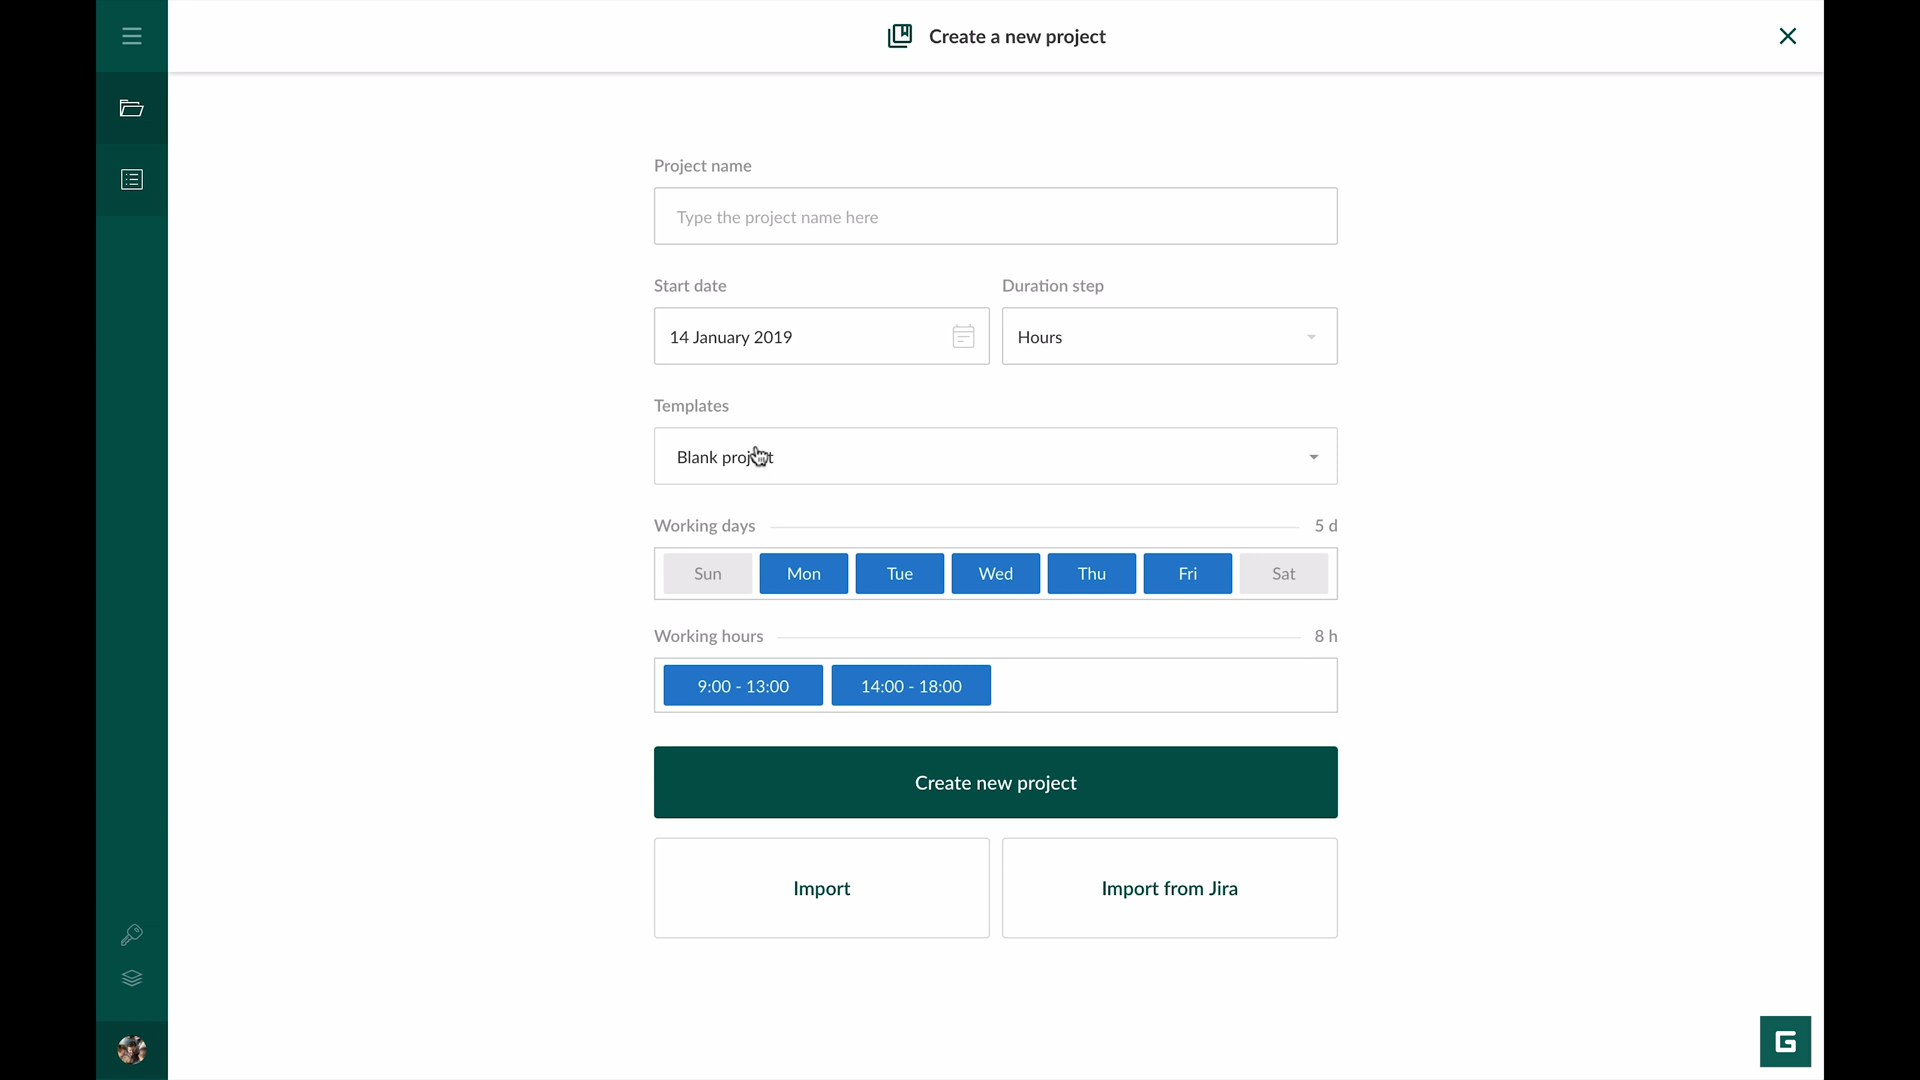 Create a new project
Project name
Type the project name here
Start date
Duration step
14 January 2019
Hours
Templates
Blank project
Working days
5 d
Sun
Mon
Tue
Wed
Thu
Fri
Sat
Working hours
8 h
9:00 - 13:00
14:00 - 18:00
Create new project
Import
Import from Jira
G